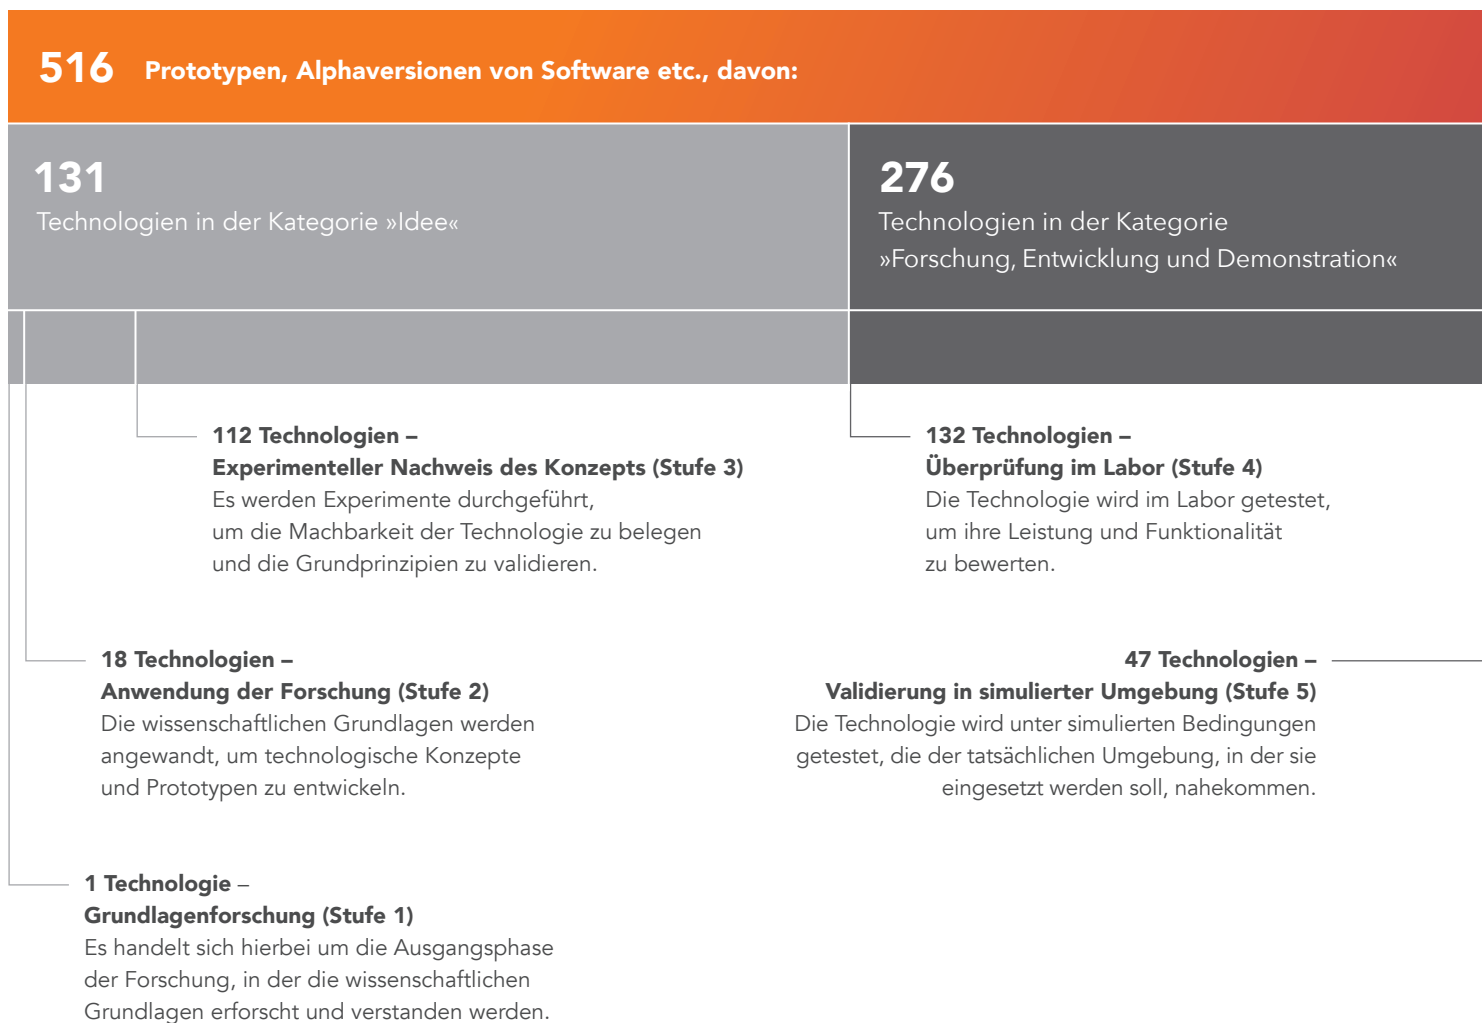 516 Prototypen, Alphaversionen von Software etc., davon:
131
Technologien in der Kategorie »Idee«
276
Technologien in der Kategorie
»Forschung, Entwicklung und Demonstration«
112 Technologien –
Experimenteller Nachweis des Konzepts (Stufe 3)
Es werden Experimente durchgeführt,
um die Machbarkeit der Technologie zu belegen
und die Grundprinzipien zu validieren.
132 Technologien –
Überprüfung im Labor (Stufe 4)
Die Technologie wird im Labor getestet,
um ihre Leistung und Funktionalität
zu bewerten.
18 Technologien –
Anwendung der Forschung (Stufe 2)
Die wissenschaftlichen Grundlagen werden
angewandt, um technologische Konzepte
und Prototypen zu entwickeln.
47 Technologien –
Validierung in simulierter Umgebung (Stufe 5)
Die Technologie wird unter simulierten Bedingungen
getestet, die der tatsächlichen Umgebung, in der sie
eingesetzt werden soll, nahekommen.
1 Technologie –
Grundlagenforschung (Stufe 1)
Es handelt sich hierbei um die Ausgangsphase
der Forschung, in der die wissenschaftlichen
Grundlagen erforscht und verstanden werden.